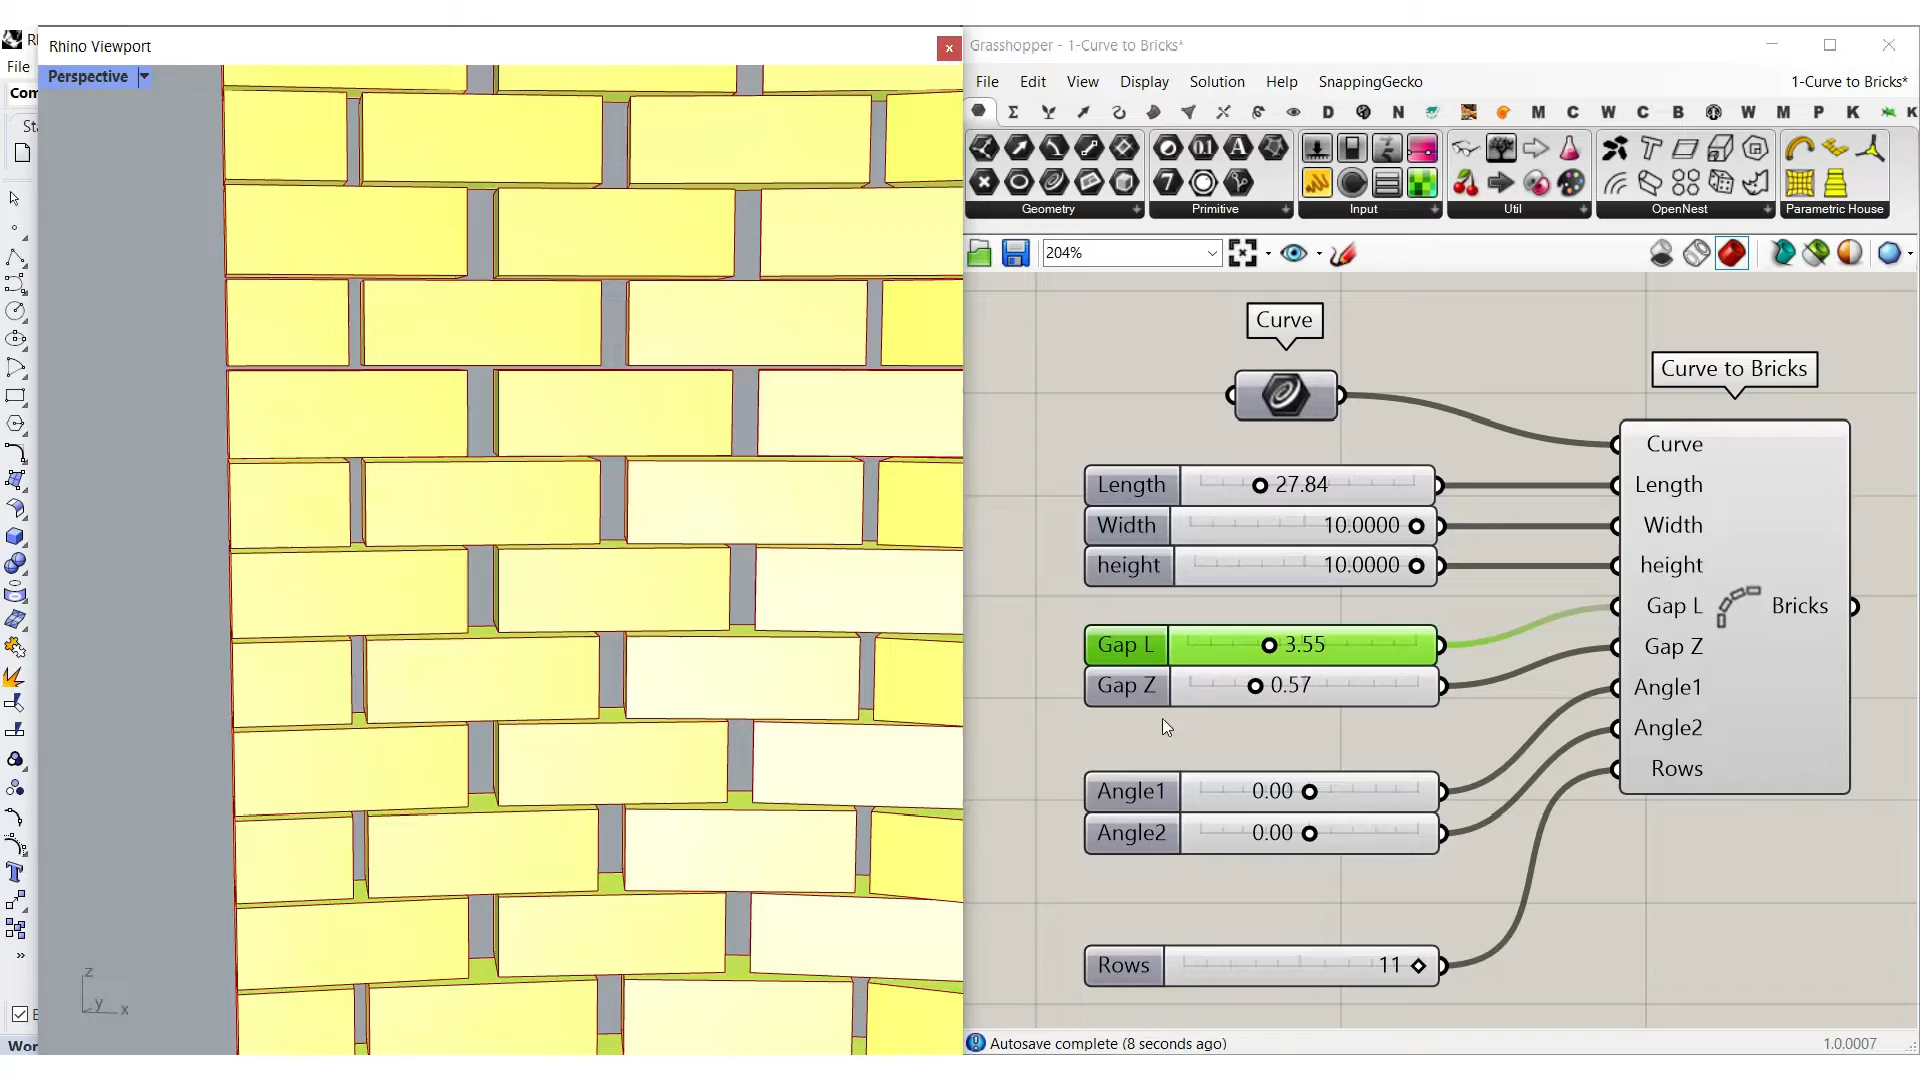 Rhino Viewport
x
Perspective
File
Com
Sta
Wor
z
y
x
Grasshopper - 1-Curve to Bricks*
File Edit View Display Solution Help SnappingGecko 1-Curve to Bricks*
D N M C W C B W M P K K
Geometry Primitive Input Util OpenNest Parametric House
204%
Curve
Curve to Bricks
Length 27.84
Width 10.0000
height 10.0000
Gap L 3.55
Gap Z 0.57
Angle1 0.00
Angle2 0.00
Rows 11
Curve
Length
Width
height
Gap L
Gap Z
Angle1
Angle2
Rows
Bricks
Autosave complete (8 seconds ago) 1.0.0007